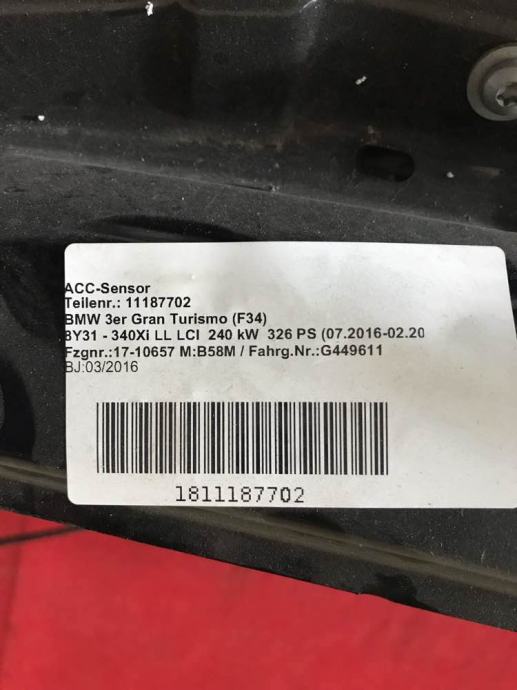 ACC-Sensor
Teilenr.: 11187702
BMW 3er Gran Turismo (F34)
8Y31 - 340Xi LL LCI 240 kW 326 PS (07.2016-02.20
Fzgnr.:17-10657 M:B58M / Fahrg.Nr.:G449611
BJ:03/2016
1811187702